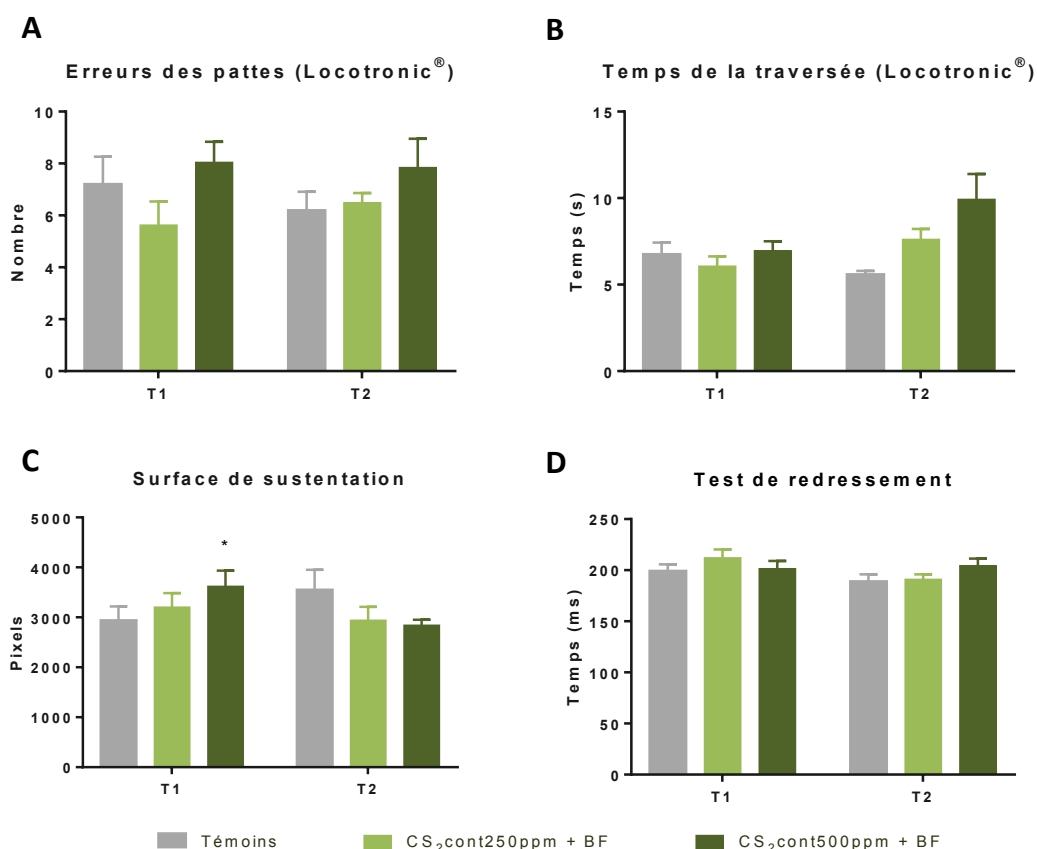 A
Erreurs des pattes (Locotronic®)
Nombre
10
8
6
4
2
0
T1 T2
B
Temps de la traversée (Locotronic®)
Temps (s)
15
10
5
0
T1 T2
C
Surface de sustentation
Pixels
5000
4000
3000
2000
1000
0
*
T1 T2
D
Test de redressement
Temps (ms)
250
200
150
100
50
0
T1 T2
Témoins CS₂cont250ppm + BF CS₂cont500ppm + BF